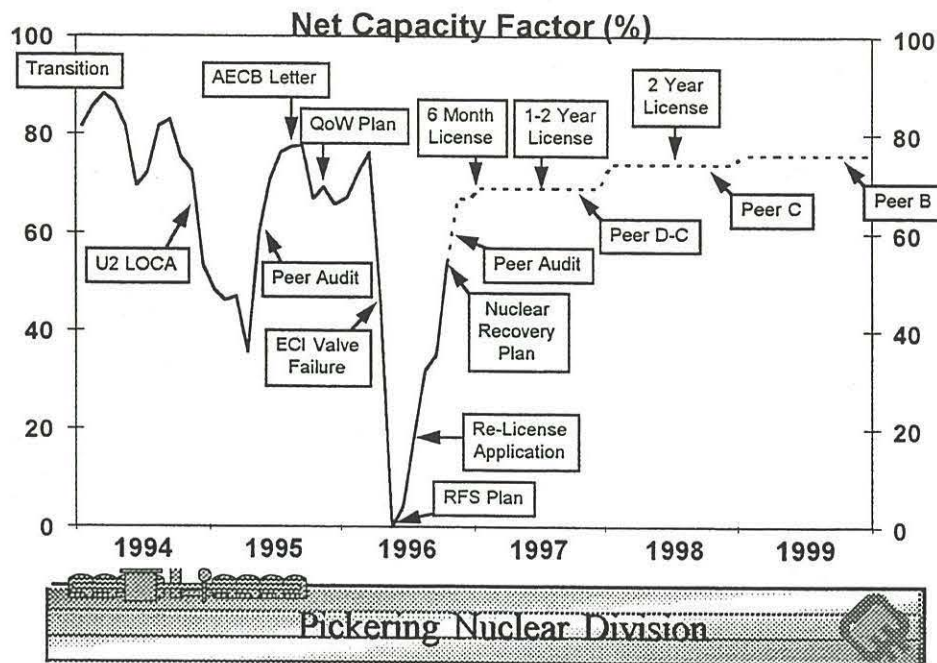 Net Capacity Factor (%)
100
80
60
40
20
0
100
80
60
40
20
0
Transition
U2 LOCA
AECB Letter
QoW Plan
Peer Audit
ECI Valve
Failure
6 Month
License
1-2 Year
License
2 Year
License
Peer D-C
Peer C
Peer B
Peer Audit
Nuclear
Recovery
Plan
Re-License
Application
RFS Plan
1994 1995 1996 1997 1998 1999
Pickering Nuclear Division